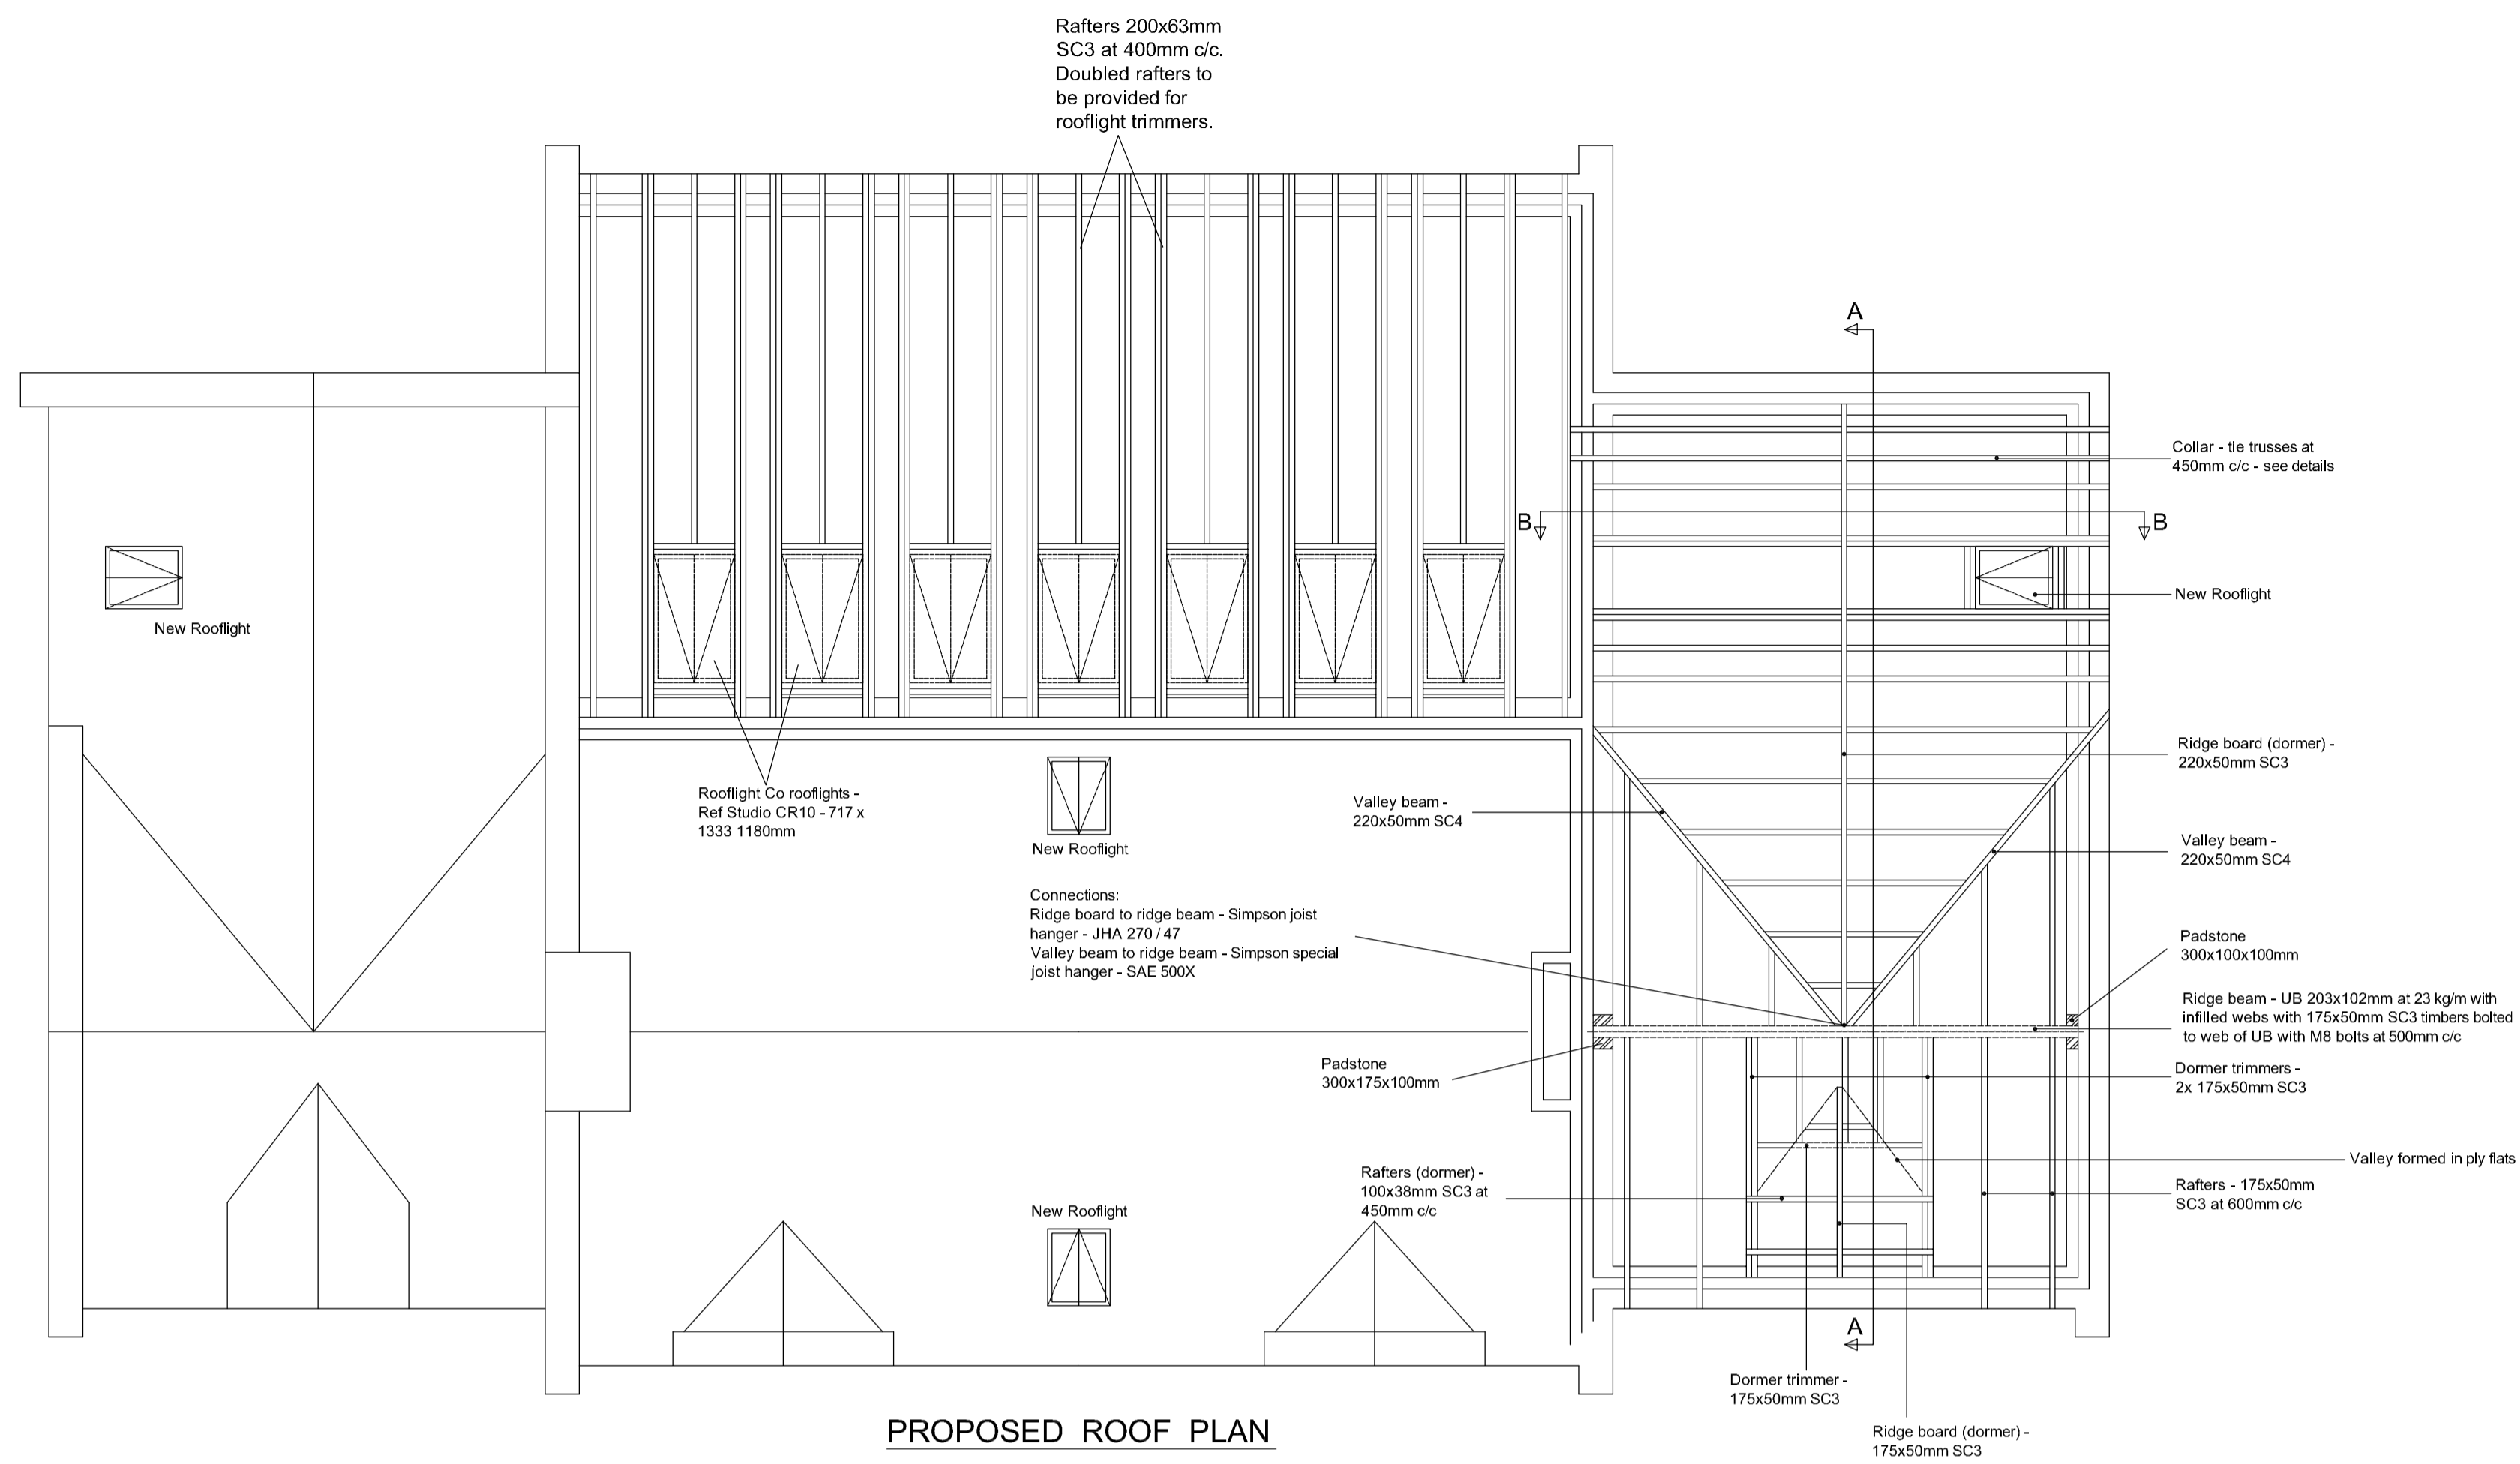 Rafters 200x63mm
SC3 at 400mm c/c.
Doubled rafters to
be provided for
rooflight trimmers.
A
Collar - tie trusses at
450mm c/c - see details
B
B
New Rooflight
New Rooflight
Ridge board (dormer) -
220x50mm SC3
Rooflight Co rooflights -
Ref Studio CR10 - 717 x
1333 1180mm
New Rooflight
Valley beam -
220x50mm SC4
Valley beam -
220x50mm SC4
Connections:
Ridge board to ridge beam - Simpson joist
hanger - JHA 270 / 47
Valley beam to ridge beam - Simpson special
joist hanger - SAE 500X
Padstone
300x100x100mm
Ridge beam - UB 203x102mm at 23 kg/m with
infilled webs with 175x50mm SC3 timbers bolted
to web of UB with M8 bolts at 500mm c/c
Padstone
300x175x100mm
Dormer trimmers -
2x 175x50mm SC3
Valley formed in ply flats
Rafters (dormer) -
100x38mm SC3 at
450mm c/c
Rafters - 175x50mm
SC3 at 600mm c/c
New Rooflight
A
Dormer trimmer -
175x50mm SC3
Ridge board (dormer) -
175x50mm SC3
PROPOSED ROOF PLAN